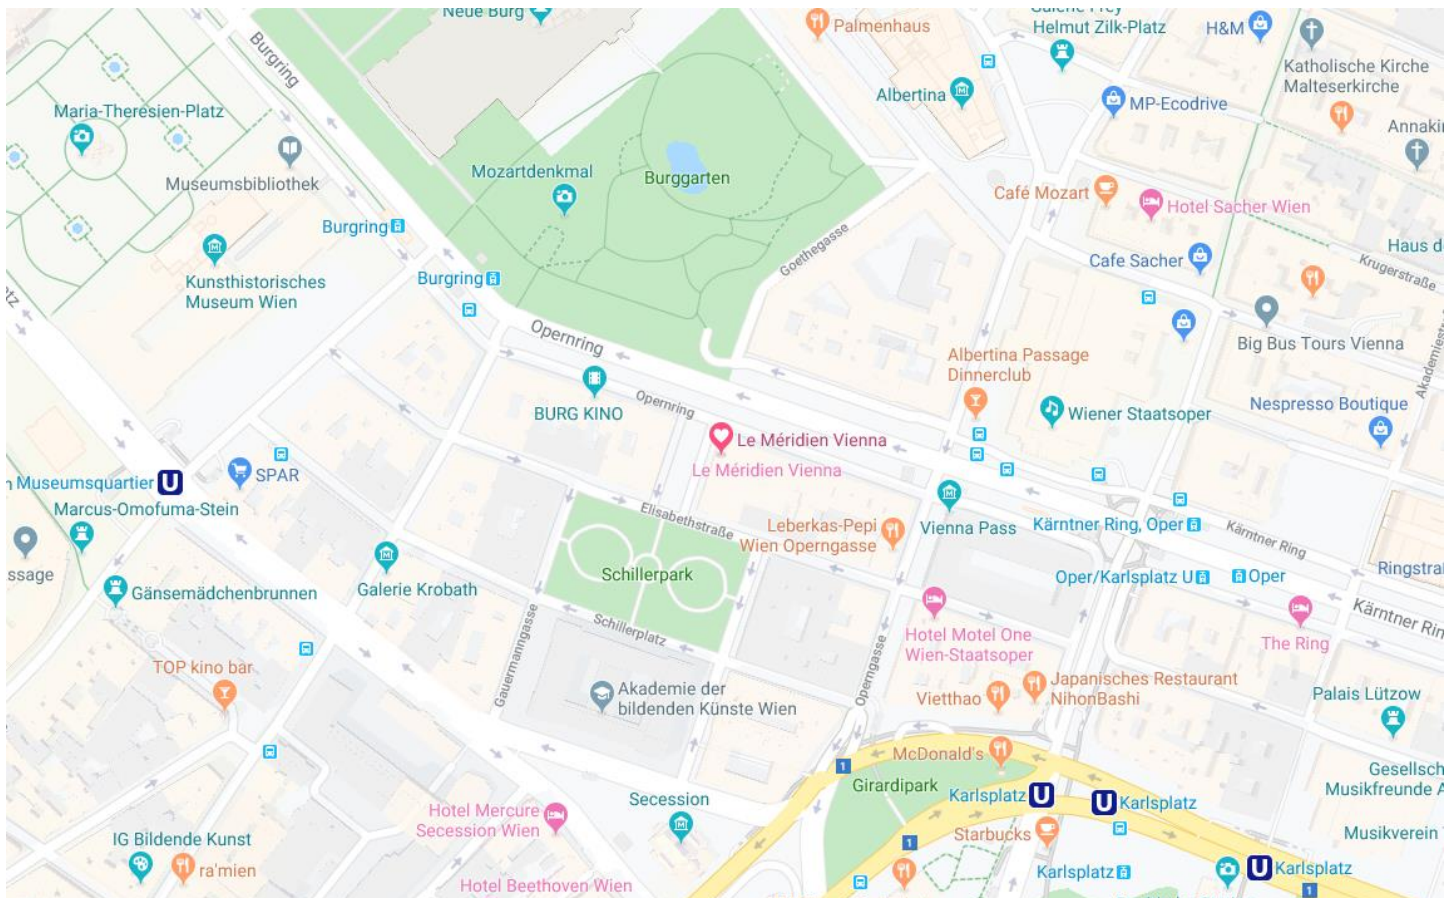 Neue Burg
Palmenhaus
Helmut Zilk-Platz
H&M
Katholische Kirche
Malteserkirche
Burgring
Maria-Theresien-Platz
Albertina
MP-Ecodrive
Museumsbibliothek
Mozartdenkmal
Burggarten
Café Mozart
Hotel Sacher Wien
Burgring
Goethegasse
Haus d
Krugerstraße
Cafe Sacher
Kunsthistorisches
Museum Wien
Burgring
Opernring
Big Bus Tours Vienna
Albertina Passage
Dinnerclub
BURG KINO
Opernring
Wiener Staatsoper
Nespresso Boutique
Le Méridien Vienna
Le Méridien Vienna
SPAR
Museumsquartier U
Marcus-Omofuma-Stein
Elisabethstraße
Leberkas-Pepi
Wien Operngasse
Vienna Pass
Kärntner Ring, Oper
Kärntner Ring
ssage
Gänsemädchenbrunnen
Galerie Krobath
Schillerpark
Oper/Karlsplatz U
Oper
Ringstra
Kärntner Rin
Hotel Motel One
Wien-Staatsoper
The Ring
Schillerplatz
Gauermanngasse
Operngasse
TOP kino bar
Akademie der
bildenden Künste Wien
Vietthao
Japanisches Restaurant
NihonBashi
Palais Lützow
McDonald's
1
Girardipark
Gesellsch
Musikfreunde A
Karlsplatz U
U Karlsplatz
Hotel Mercure
Secession Wien
Secession
Starbucks
1
Musikverein
IG Bildende Kunst
ra'mien
Hotel Beethoven Wien
Karlsplatz
U Karlsplatz
1